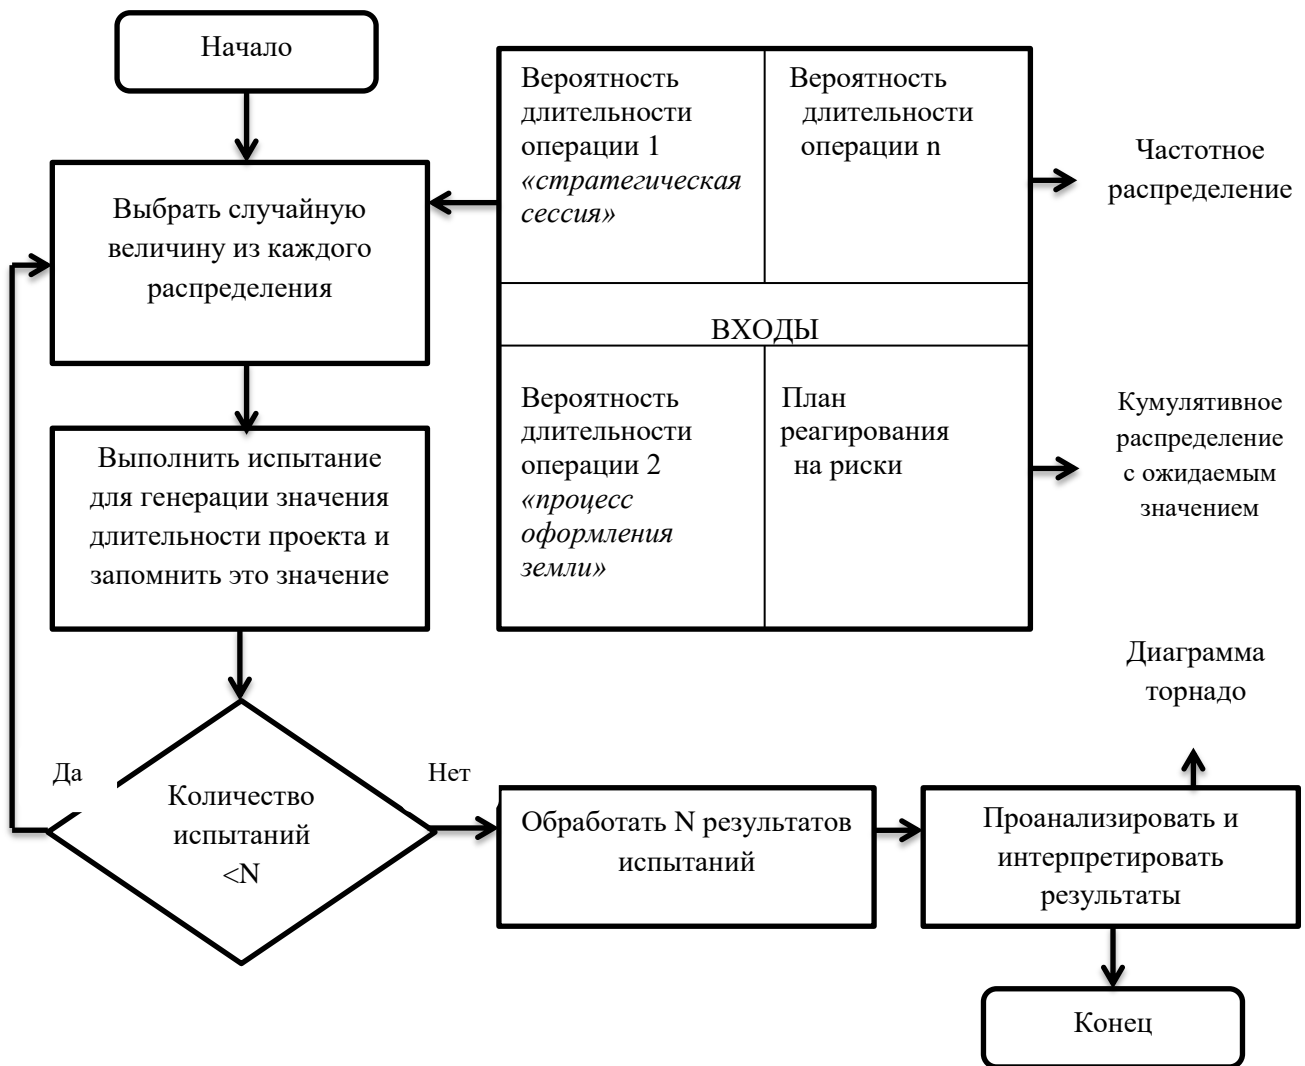 Начало
Выбрать случайную
величину из каждого
распределения
Выполнить испытание
для генерации значения
длительности проекта и
запомнить это значение
Да
Количество
испытаний
<N
Нет
Вероятность
длительности
операции 1
«стратегическая
сессия»
Вероятность
длительности
операции n
ВХОДЫ
Вероятность
длительности
операции 2
«процесс
оформления
земли»
План
реагирования
на риски
Частотное
распределение
Кумулятивное
распределение
с ожидаемым
значением
Диаграмма
торнадо
Обработать N результатов
испытаний
Проанализировать и
интерпретировать
результаты
Конец